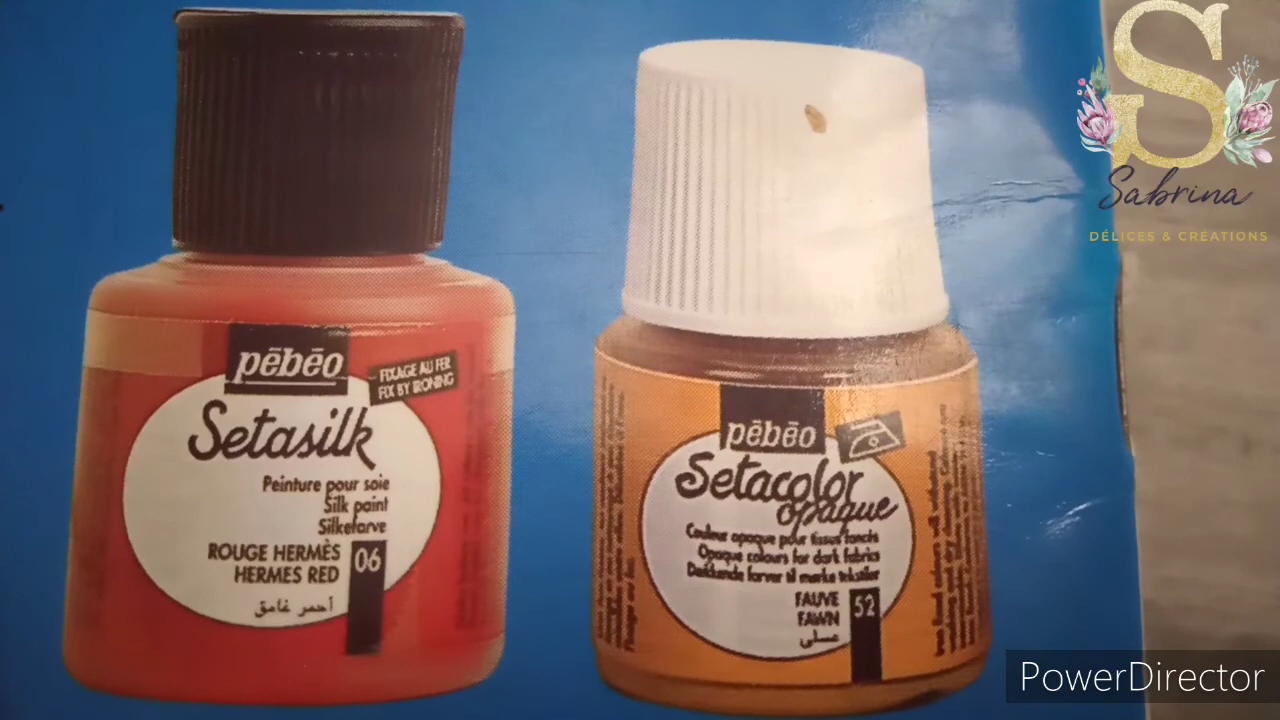 pēbēo
FIXAGE AU FER
FIX BY IRONING
Setasilk
Peinture pour soie
Silk paint
Silkefarve
ROUGE HERMÈS
HERMES RED
06
أحمر غامق
pēbēo
Setacolor
opaque
Couleur opaque pour tissus foncés
Opaque colours for dark fabrics
Dækkende farver til mørke tekstiler
FAUVE
FAWN
52
عسلي
S
Sabrina
DÉLICES & CRÉATIONS
PowerDirector